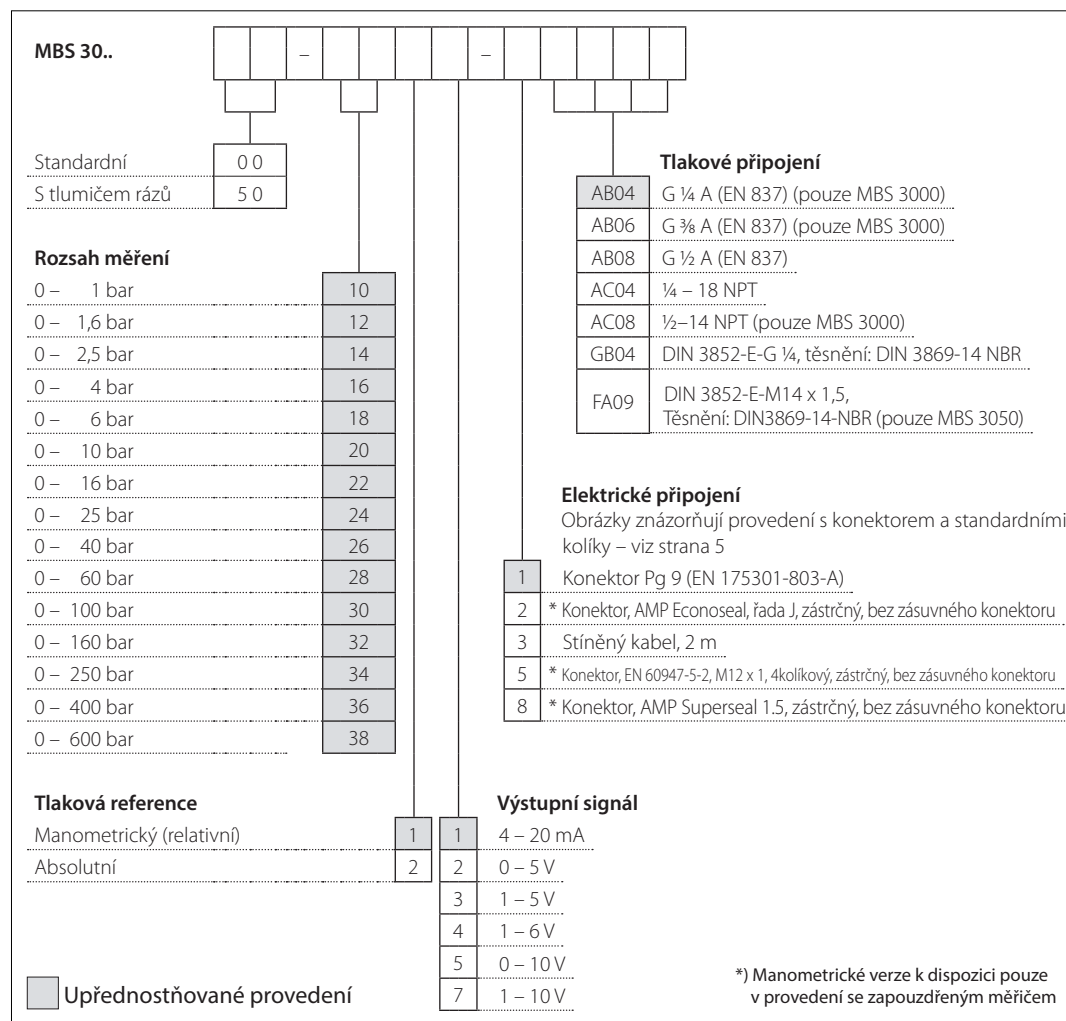 MBS 30.. – –
Standardní 0 0
S tlumičem rázů 5 0
Rozsah měření
0 – 1 bar 10
0 – 1,6 bar 12
0 – 2,5 bar 14
0 – 4 bar 16
0 – 6 bar 18
0 – 10 bar 20
0 – 16 bar 22
0 – 25 bar 24
0 – 40 bar 26
0 – 60 bar 28
0 – 100 bar 30
0 – 160 bar 32
0 – 250 bar 34
0 – 400 bar 36
0 – 600 bar 38
Tlakové připojení
AB04 G ¼ A (EN 837) (pouze MBS 3000)
AB06 G ⅜ A (EN 837) (pouze MBS 3000)
AB08 G ½ A (EN 837)
AC04 ¼ – 18 NPT
AC08 ½–14 NPT (pouze MBS 3000)
GB04 DIN 3852-E-G ¼, těsnění: DIN 3869-14 NBR
FA09 DIN 3852-E-M14 x 1,5,
Těsnění: DIN3869-14-NBR (pouze MBS 3050)
Elektrické připojení
Obrázky znázorňují provedení s konektorem a standardními
kolíky – viz strana 5
1 Konektor Pg 9 (EN 175301-803-A)
2 * Konektor, AMP Econoseal, řada J, zástrčný, bez zásuvného konektoru
3 Stíněný kabel, 2 m
5 * Konektor, EN 60947-5-2, M12 x 1, 4kolíkový, zástrčný, bez zásuvného konektoru
8 * Konektor, AMP Superseal 1.5, zástrčný, bez zásuvného konektoru
Tlaková reference
Manometrický (relativní) 1
Absolutní 2
Výstupní signál
1 4 – 20 mA
2 0 – 5 V
3 1 – 5 V
4 1 – 6 V
5 0 – 10 V
7 1 – 10 V
Upřednostňované provedení
*) Manometrické verze k dispozici pouze
v provedení se zapouzdřeným měřičem